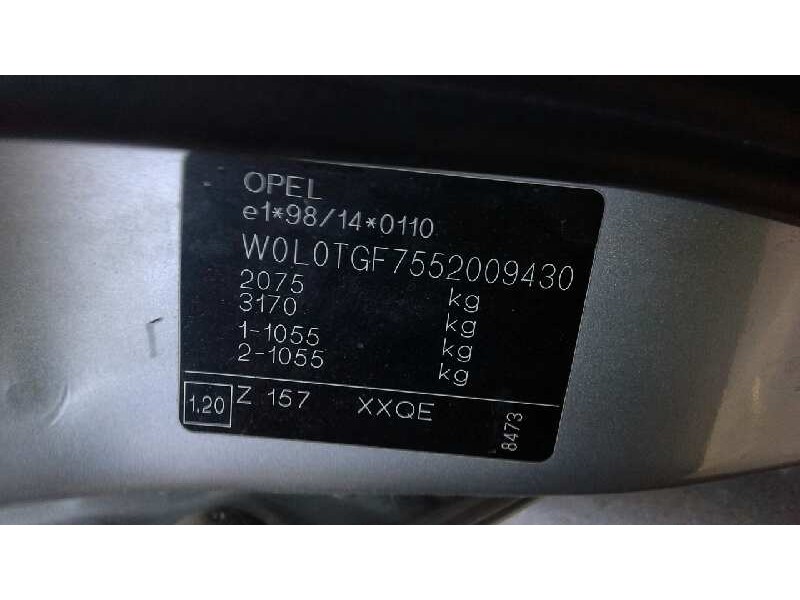 OPEL
e1*98/14*0110
W0L0TGF7552009430
2075 kg
3170 kg
1-1055 kg
2-1055 kg
1.20 Z 157 XXQE
8473